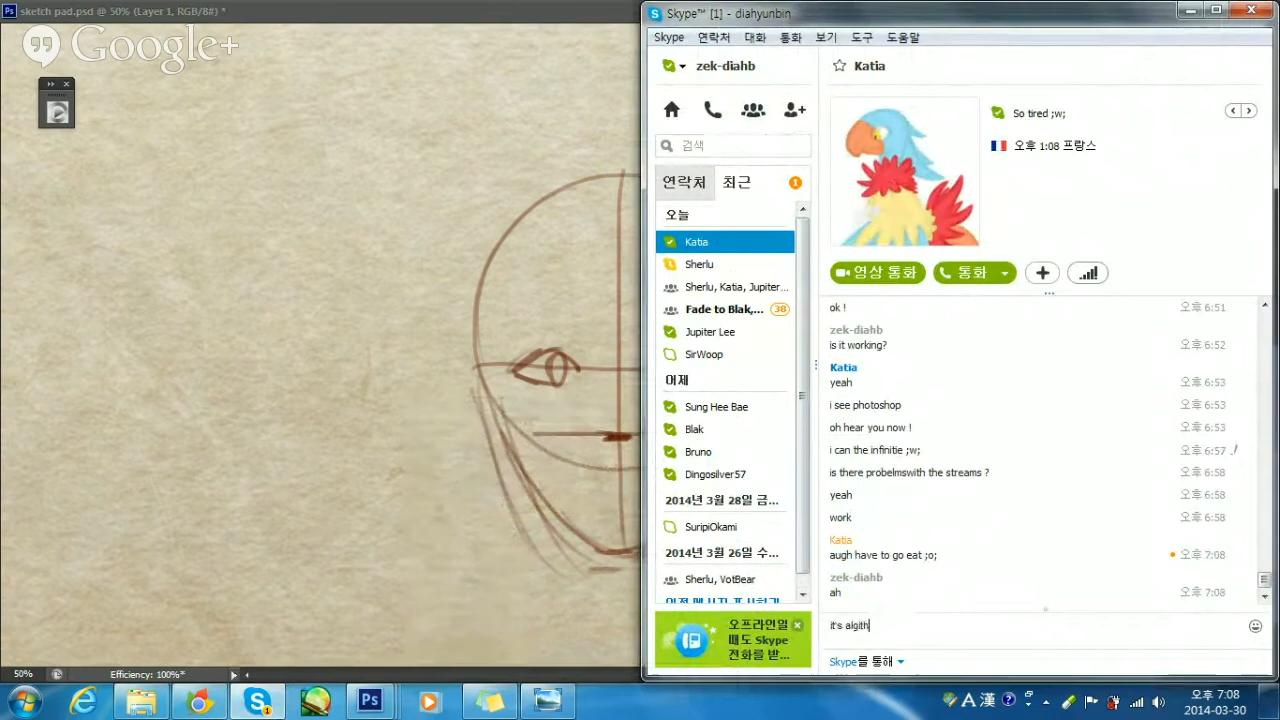 sketch pad.psd @ 50% (Layer 1, RGB/8#) *
Google+
50%
Efficiency: 100%*
Skype™ [1] - diahyunbin
Skype 연락처 대화 통화 보기 도구 도움말
zek-diahb
검색
연락처 최근 1
오늘
Katia
Sherlu
Sherlu, Katia, Jupiter...
Fade to Blak,... 38
Jupiter Lee
SirWoop
어제
Sung Hee Bae
Blak
Bruno
Dingosilver57
2014년 3월 28일 금...
SuripiOkami
2014년 3월 26일 수...
Sherlu, VotBear
오프라인일
때도 Skype
전화를 받...
Katia
So tired ;w;
오후 1:08 프랑스
영상 통화 통화
ok ! 오후 6:51
zek-diahb
is it working? 오후 6:52
Katia
yeah 오후 6:53
i see photoshop 오후 6:53
oh hear you now ! 오후 6:53
i can the infinitie ;w; 오후 6:57
is there probelmswith the streams ? 오후 6:58
yeah 오후 6:58
work 오후 6:58
Katia
augh have to go eat ;o; 오후 7:08
zek-diahb
ah 오후 7:08
it's algith
Skype를 통해
Ps
A 漢
오후 7:08
2014-03-30